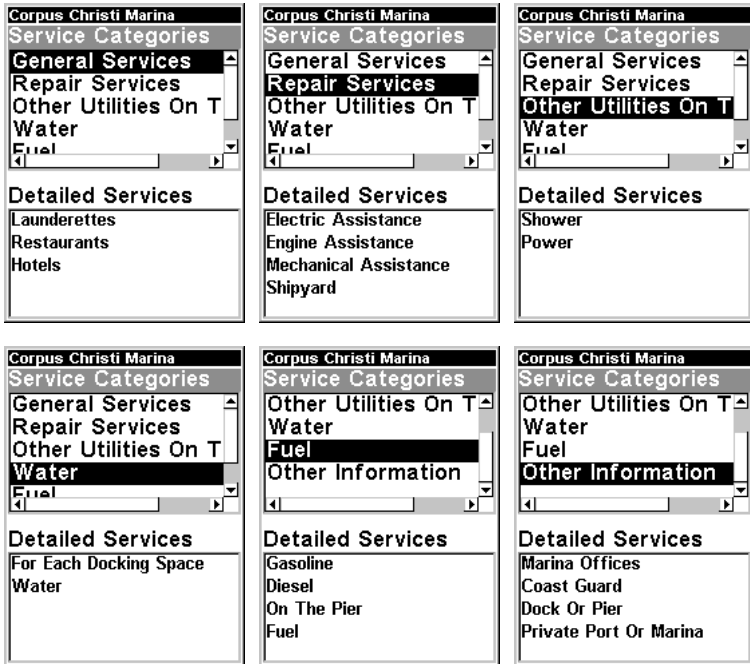 Corpus Christi Marina
Service Categories
General Services
Repair Services
Other Utilities On T
Water
Fuel
Detailed Services
Launderettes
Restaurants
Hotels
Corpus Christi Marina
Service Categories
General Services
Repair Services
Other Utilities On T
Water
Fuel
Detailed Services
Electric Assistance
Engine Assistance
Mechanical Assistance
Shipyard
Corpus Christi Marina
Service Categories
General Services
Repair Services
Other Utilities On T
Water
Fuel
Detailed Services
Shower
Power
Corpus Christi Marina
Service Categories
General Services
Repair Services
Other Utilities On T
Water
Fuel
Detailed Services
For Each Docking Space
Water
Corpus Christi Marina
Service Categories
Other Utilities On T
Water
Fuel
Other Information
Detailed Services
Gasoline
Diesel
On The Pier
Fuel
Corpus Christi Marina
Service Categories
Other Utilities On T
Water
Fuel
Other Information
Detailed Services
Marina Offices
Coast Guard
Dock Or Pier
Private Port Or Marina